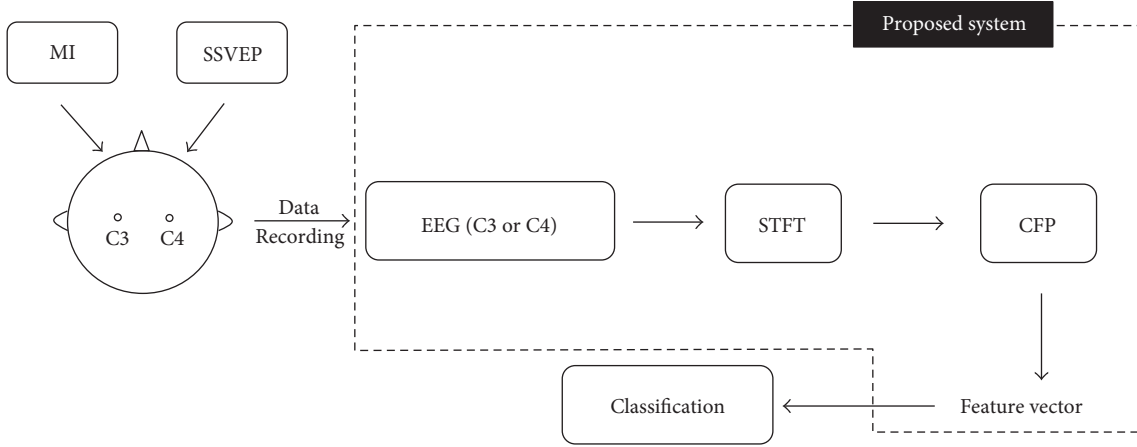 Proposed system
MI
SSVEP
C3
C4
Data
Recording
EEG (C3 or C4)
STFT
CFP
Feature vector
Classification